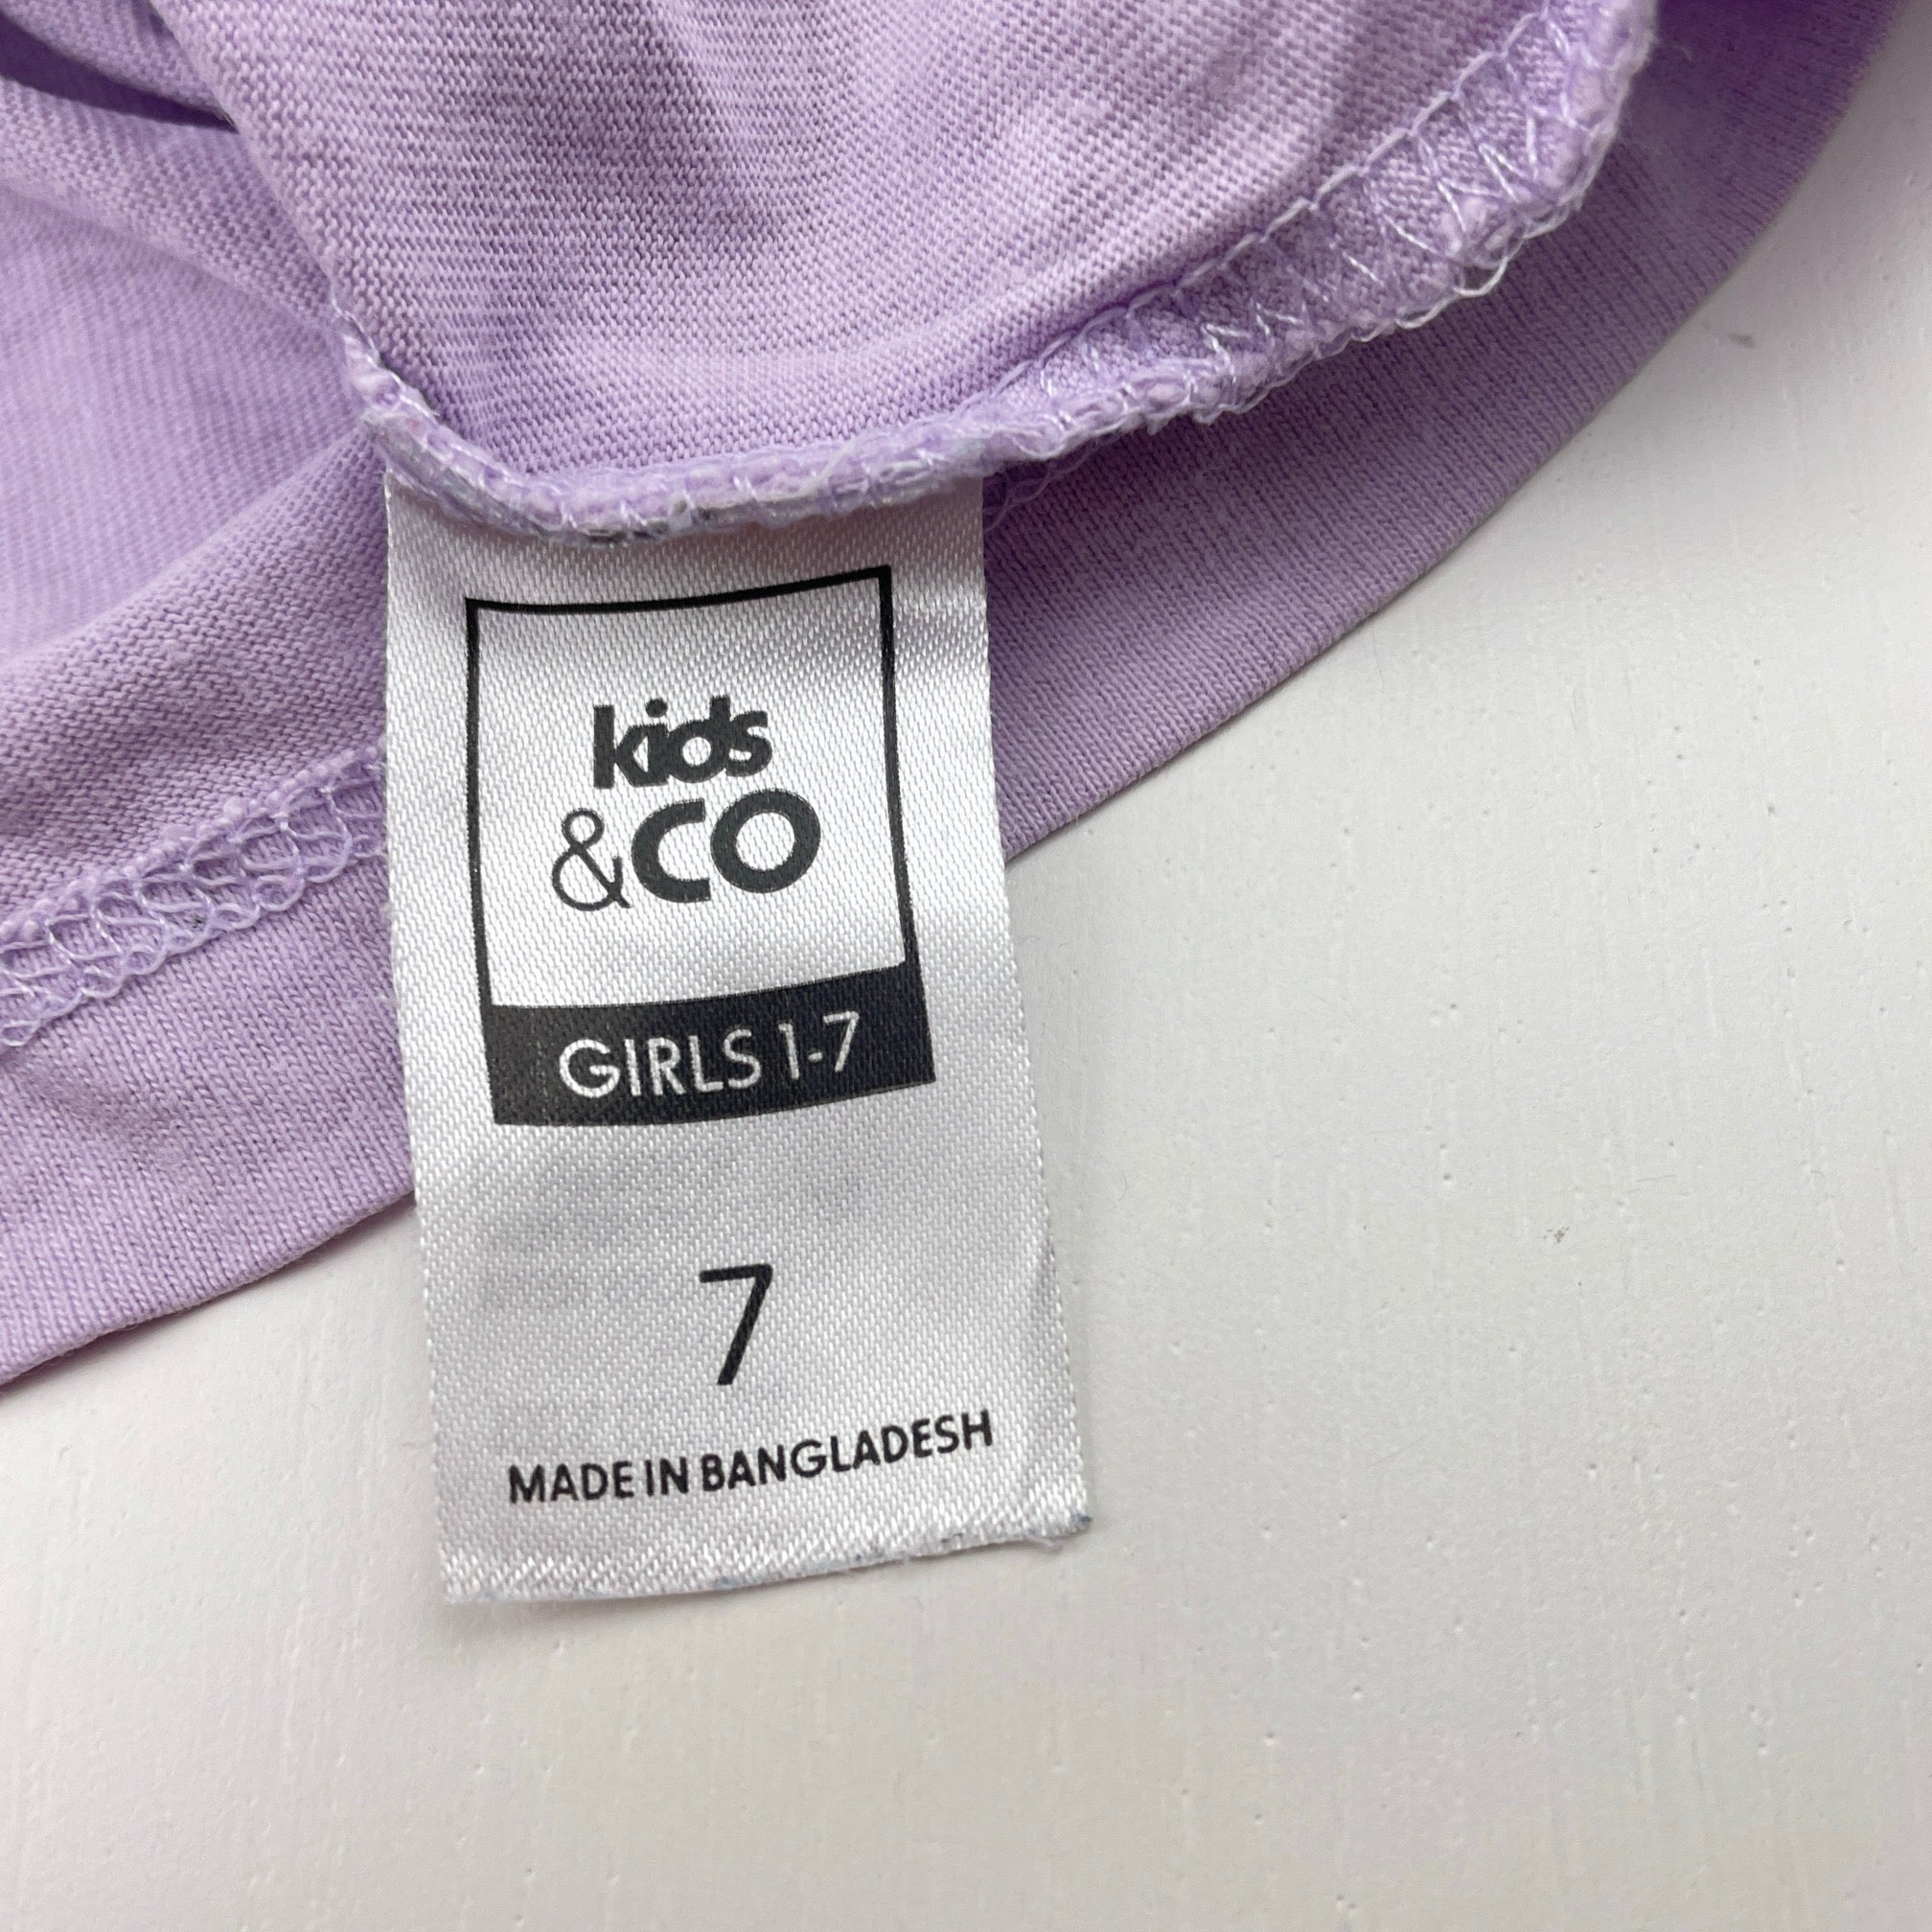 kids
&CO
GIRLS 1-7
7
MADE IN BANGLADESH